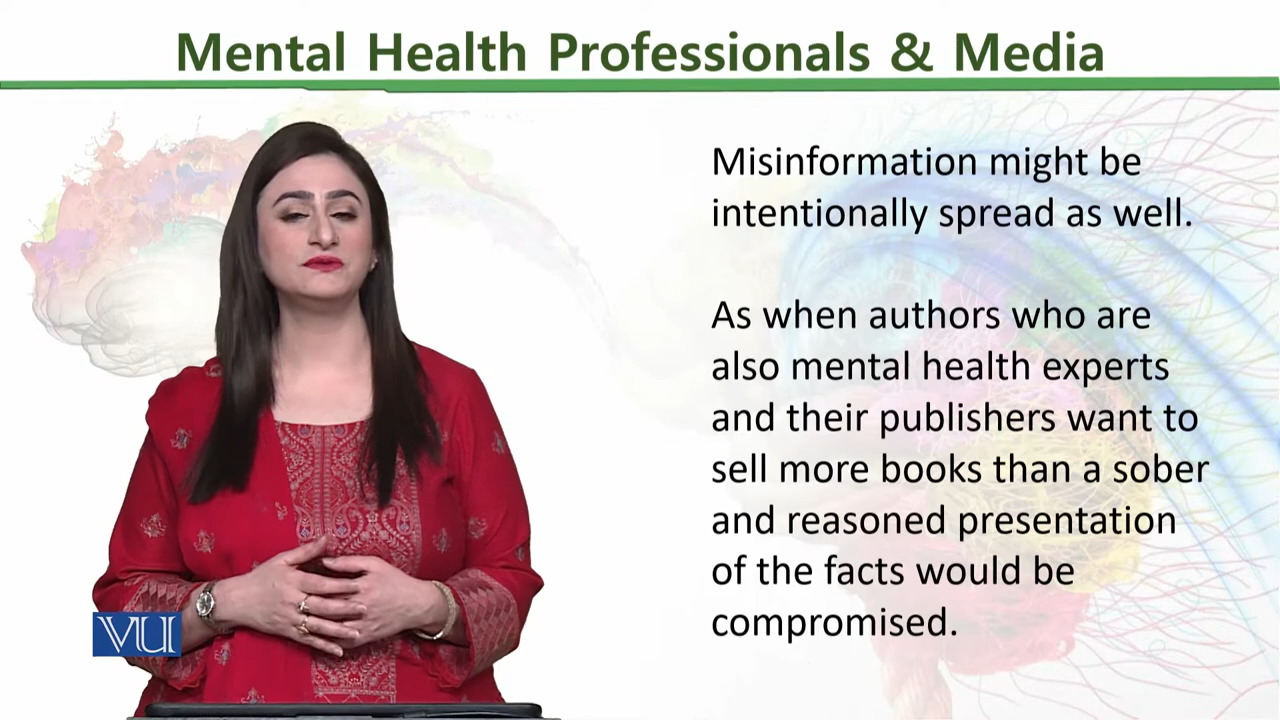 Mental Health Professionals & Media
Misinformation might be
intentionally spread as well.
As when authors who are
also mental health experts
and their publishers want to
sell more books than a sober
and reasoned presentation
of the facts would be
compromised.
VU